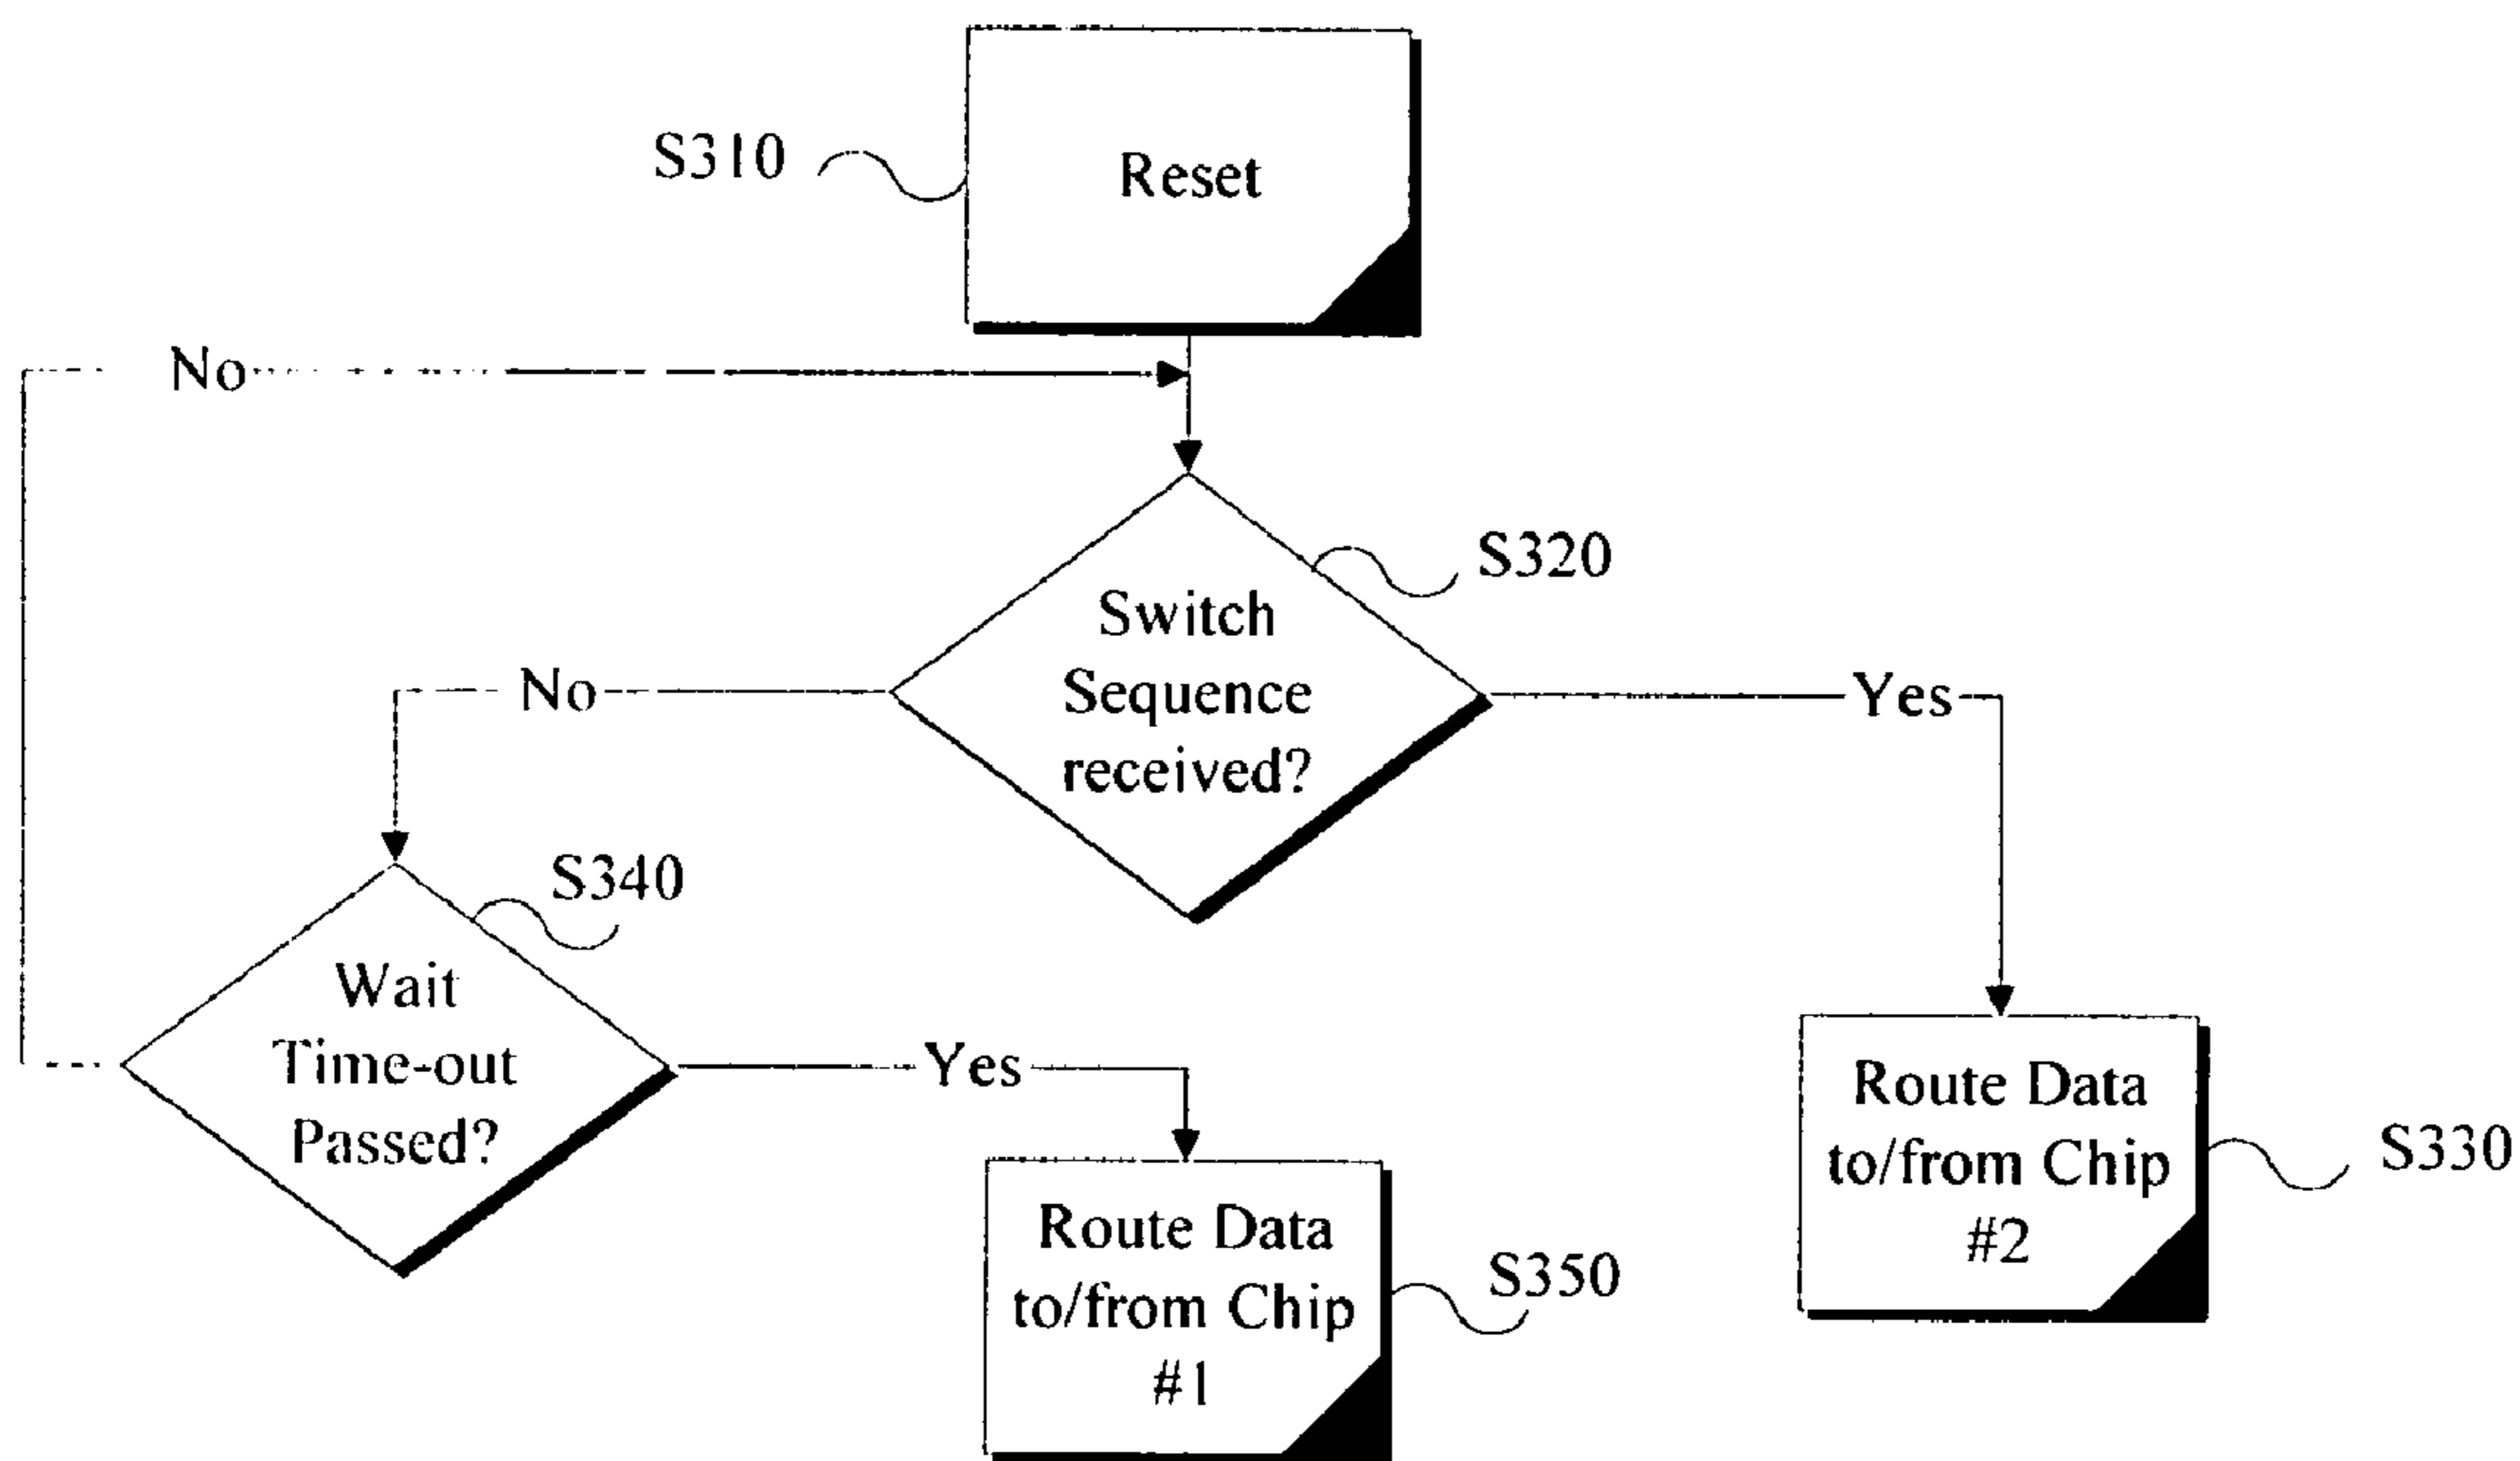 S310
Reset
No
S320
Switch
Sequence
received?
No
Yes
S340
Wait
Time-out
Passed?
Yes
Route Data
to/from Chip
#2
S330
Route Data
to/from Chip
#1
S350